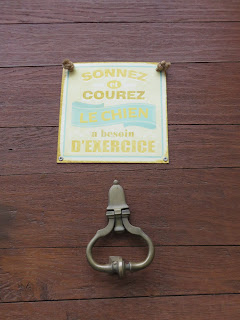 SONNEZ
et
COUREZ
LE CHIEN
a besoin
D'EXERCICE